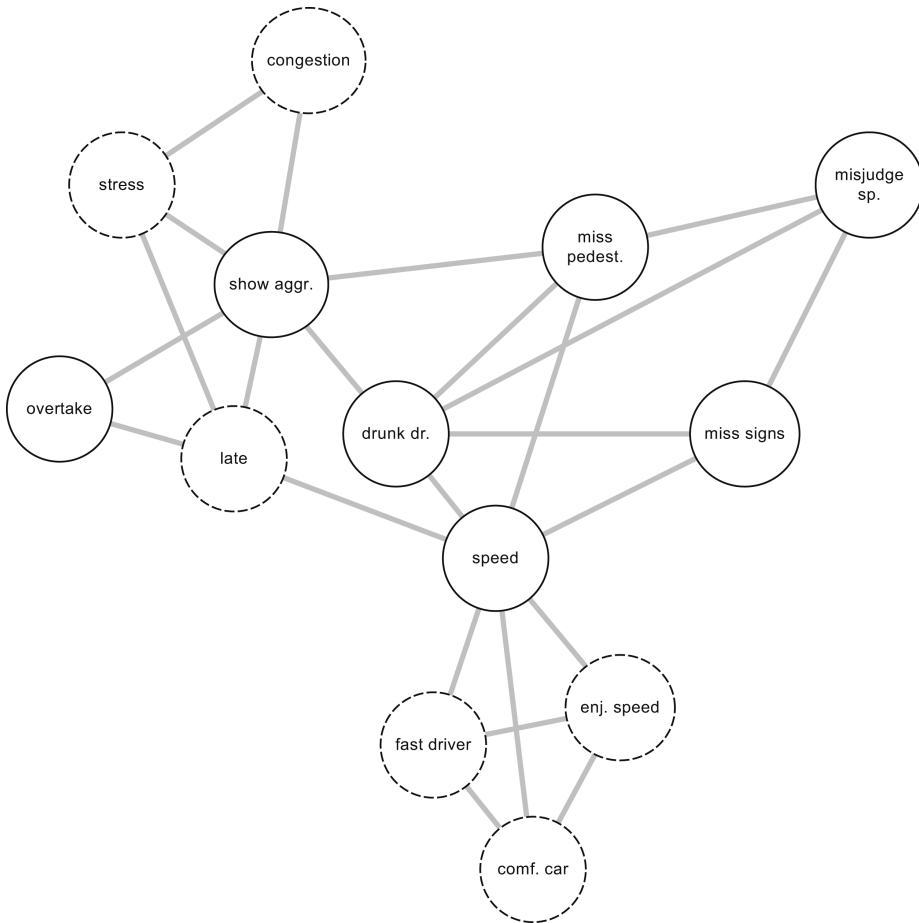 congestion
stress
misjudge
sp.
miss
pedest.
show aggr.
overtake
drunk dr.
miss signs
late
speed
enj. speed
fast driver
comf. car